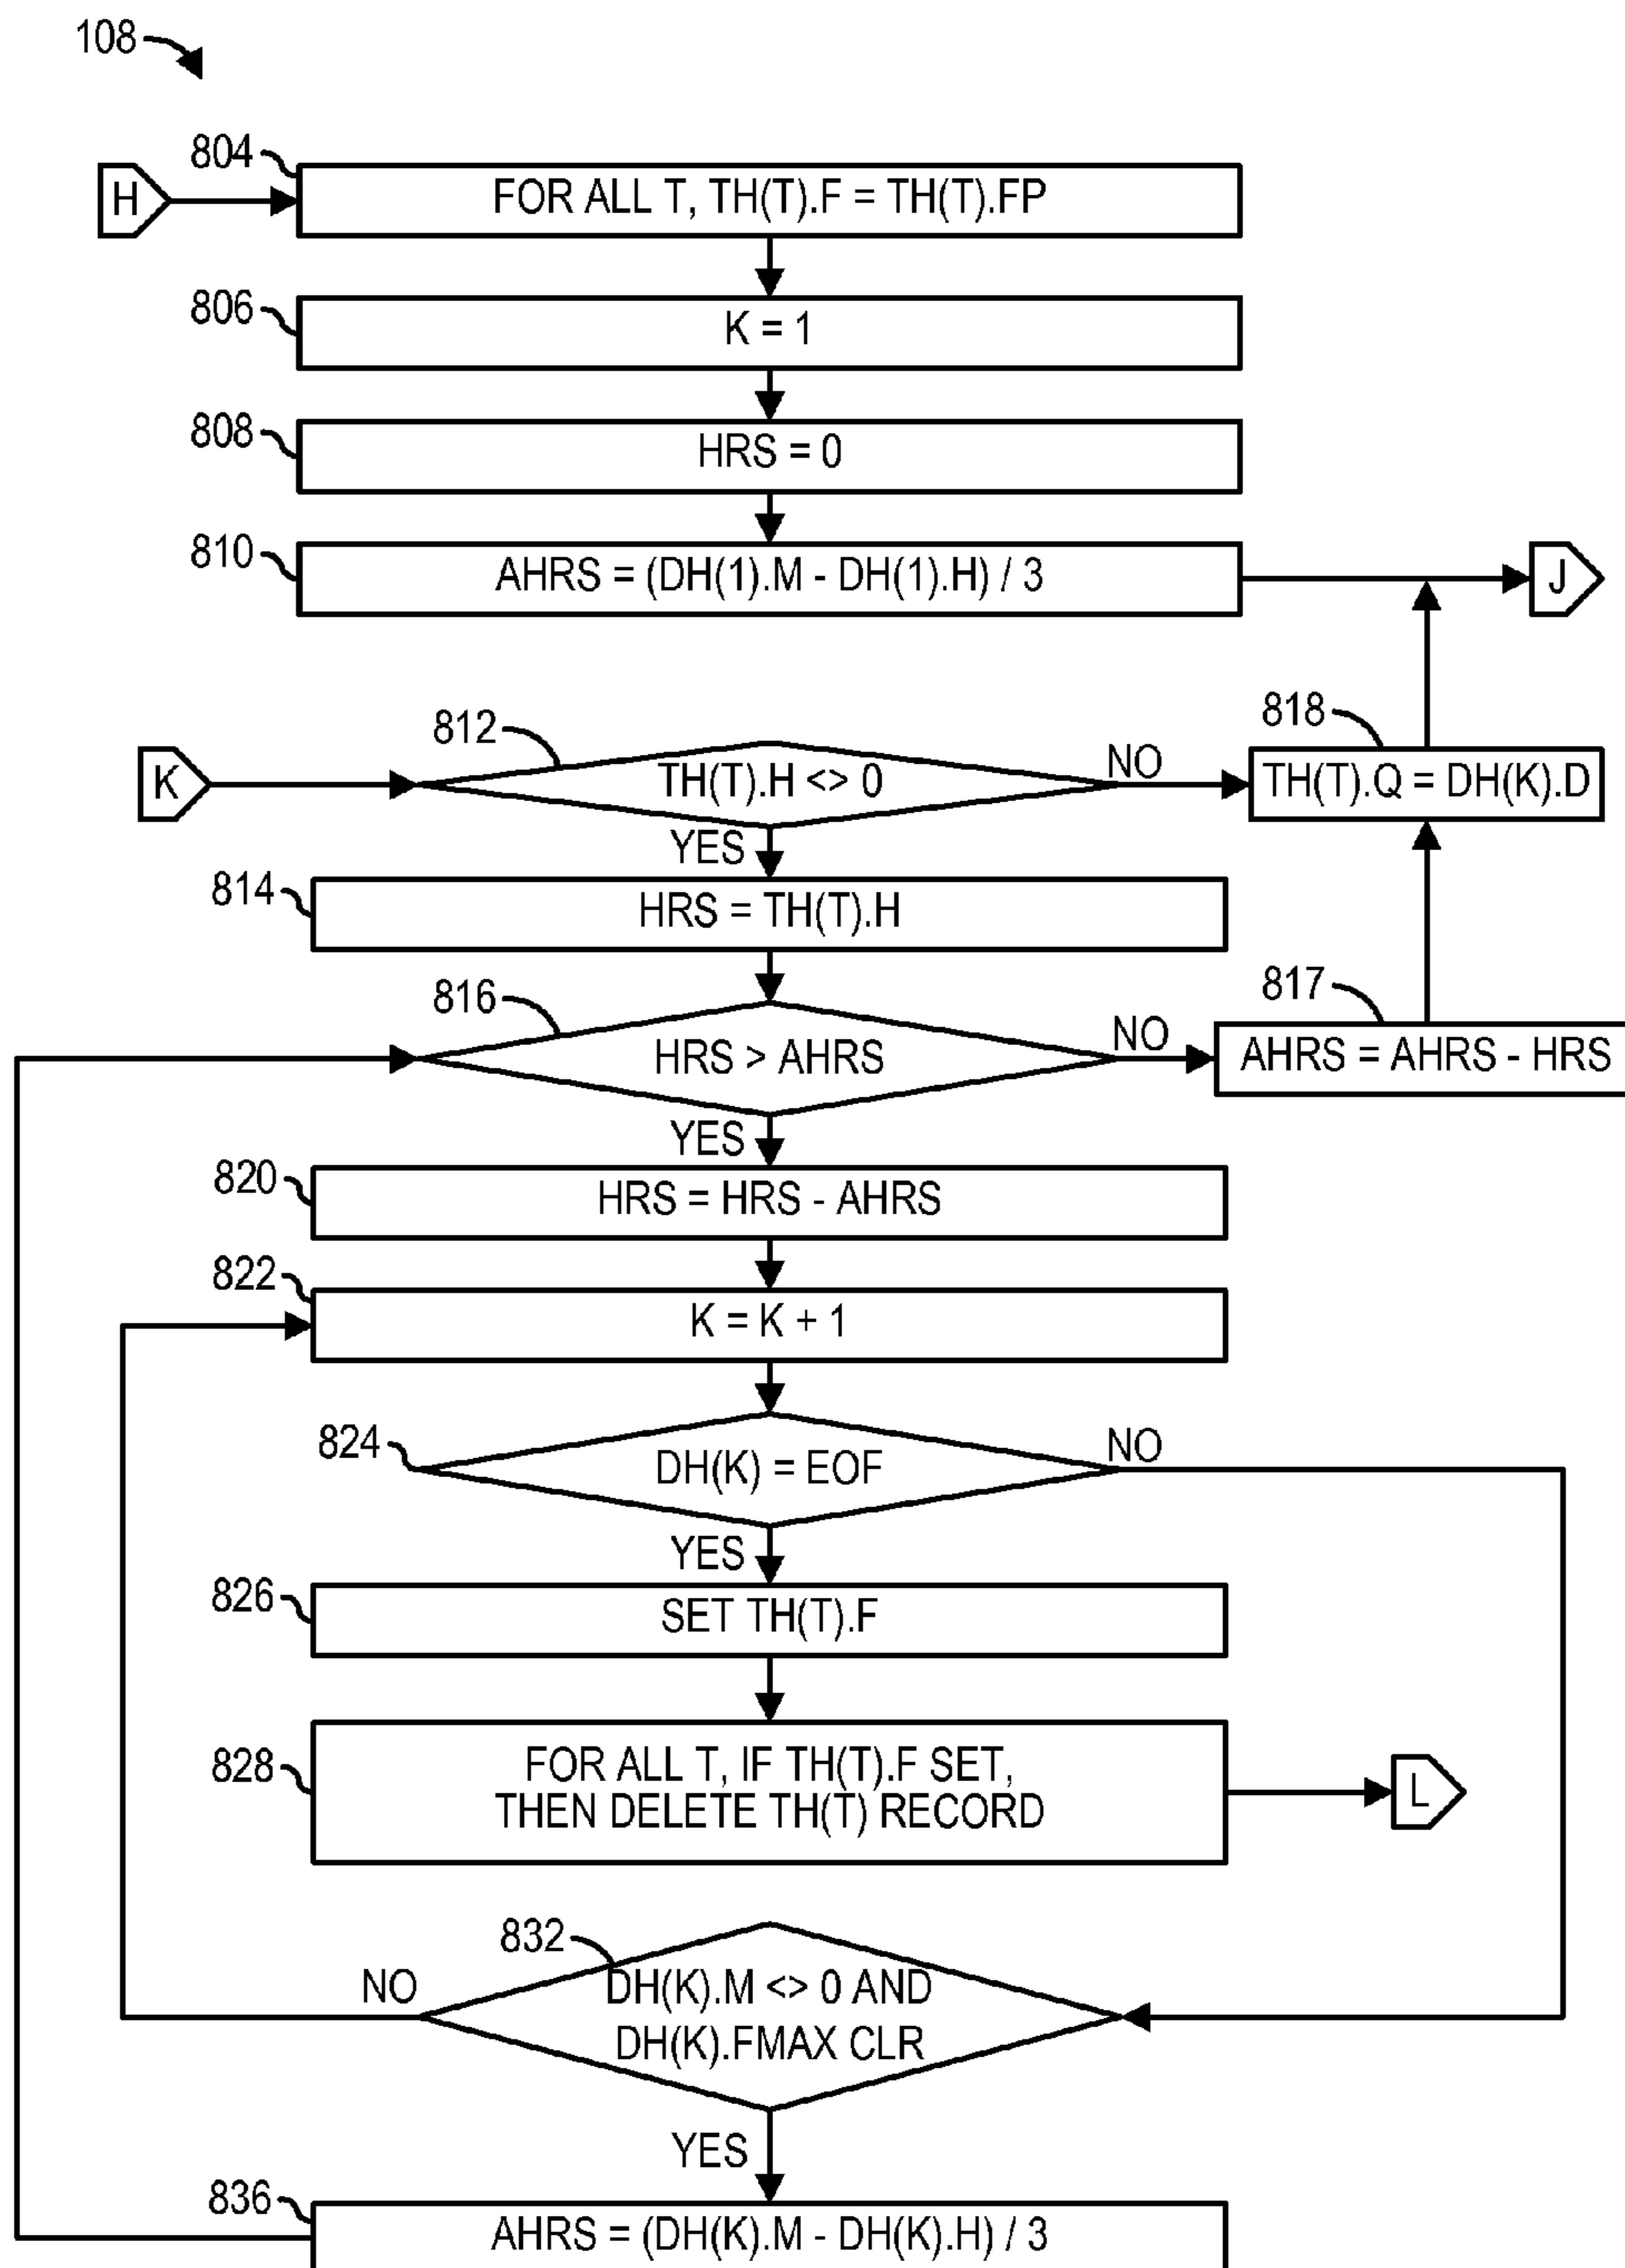 108
804
H
FOR ALL T, TH(T).F = TH(T).FP
806
K = 1
808
HRS = 0
810
AHRS = (DH(1).M - DH(1).H) / 3
J
812
818
K
TH(T).H <> 0
NO
TH(T).Q = DH(K).D
YES
814
HRS = TH(T).H
816
817
HRS > AHRS
NO
AHRS = AHRS - HRS
YES
820
HRS = HRS - AHRS
822
K = K + 1
824
DH(K) = EOF
NO
YES
826
SET TH(T).F
828
FOR ALL T, IF TH(T).F SET,
THEN DELETE TH(T) RECORD
L
832
NO
DH(K).M <> 0 AND
DH(K).FMAX CLR
YES
836
AHRS = (DH(K).M - DH(K).H) / 3